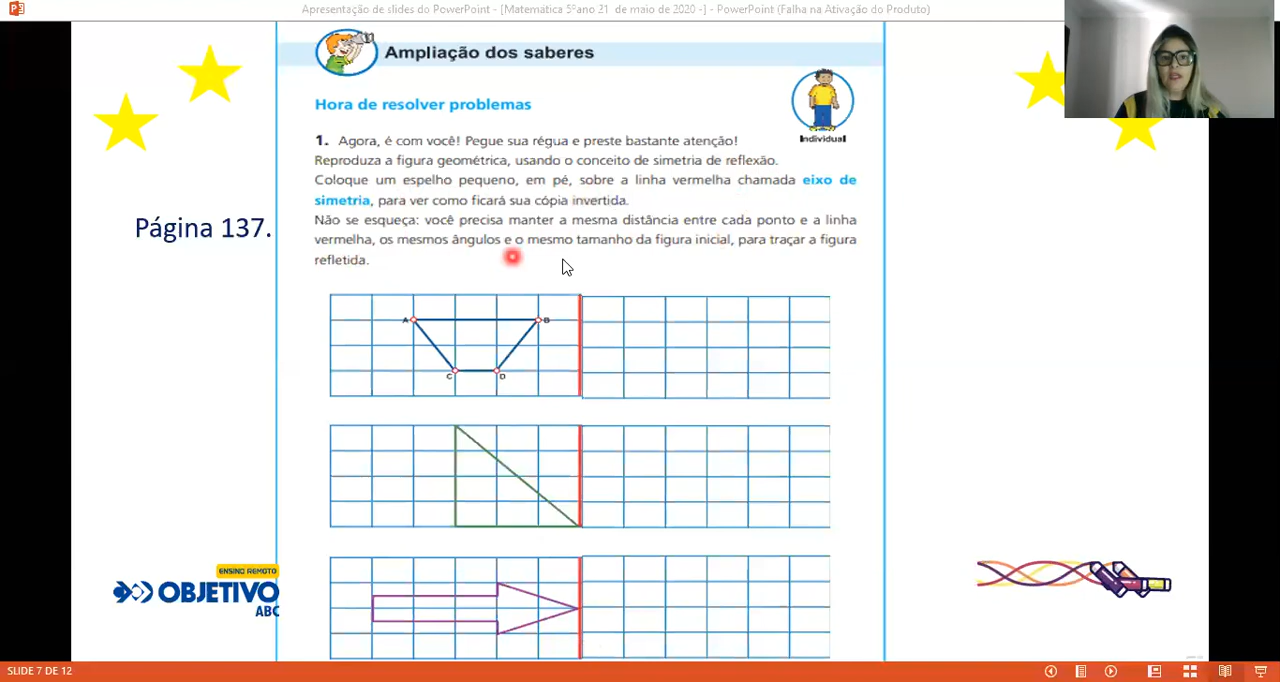 Apresentação de slides do PowerPoint - [Matemática 5ºano 21 de maio de 2020 -] - PowerPoint (Falha na Ativação do Produto)
Ampliação dos saberes
Hora de resolver problemas
Individual
1. Agora, é com você! Pegue sua régua e preste bastante atenção!
Reproduza a figura geométrica, usando o conceito de simetria de reflexão.
Coloque um espelho pequeno, em pé, sobre a linha vermelha chamada eixo de
simetria, para ver como ficará sua cópia invertida.
Não se esqueça: você precisa manter a mesma distância entre cada ponto e a linha
vermelha, os mesmos ângulos e o mesmo tamanho da figura inicial, para traçar a figura
refletida.
Página 137.
A B
C D
ENSINO REMOTO
OBJETIVO
ABC
SLIDE 7 DE 12